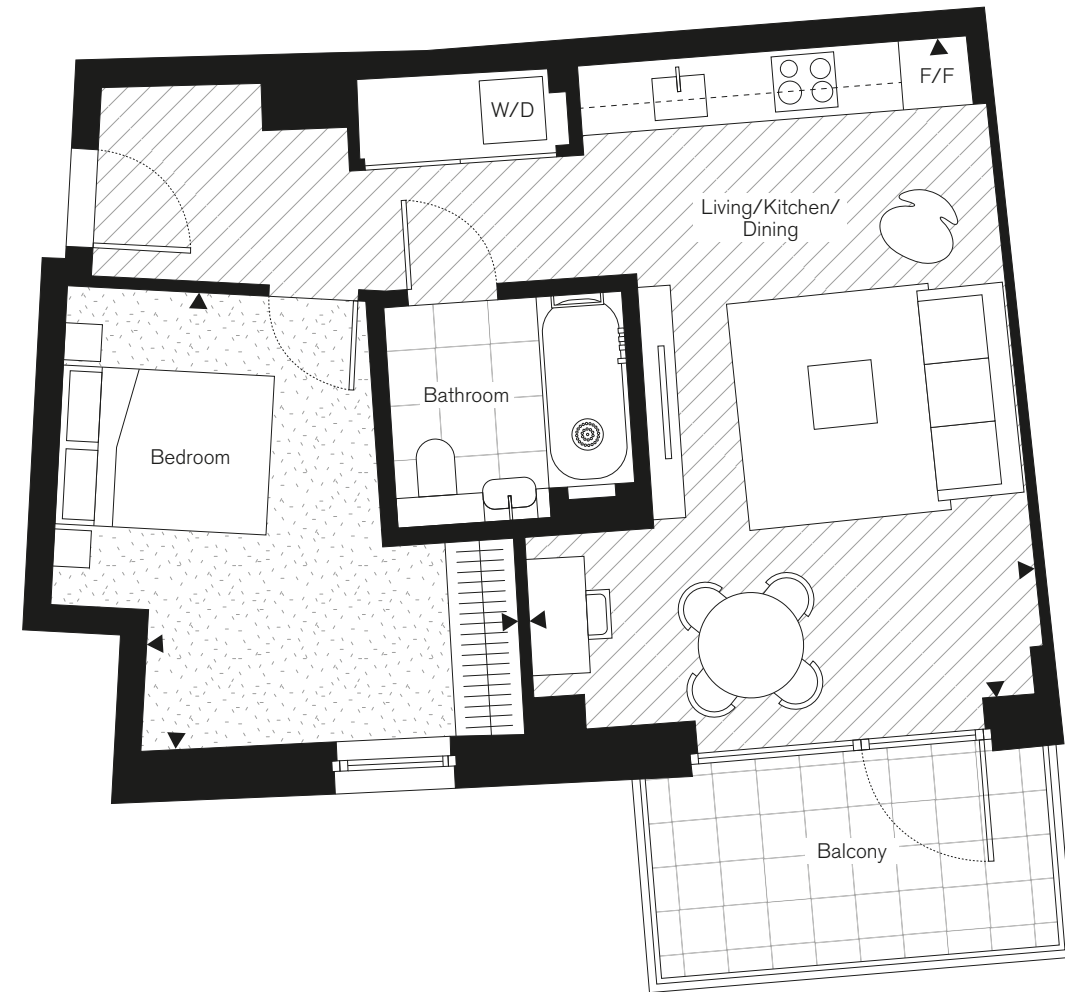 F/F
W/D
Living/Kitchen/
Dining
Bathroom
Bedroom
Balcony